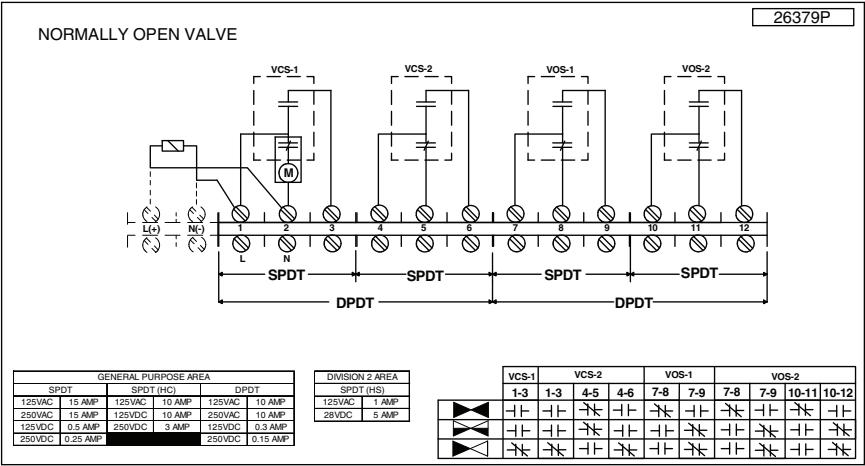 26379P
NORMALLY OPEN VALVE
VCS-1 VCS-2 VOS-1 VOS-2
M
L(+) N(-) 1 2 3 4 5 6 7 8 9 10 11 12
L N
SPDT SPDT SPDT SPDT
DPDT DPDT
GENERAL PURPOSE AREA
SPDT SPDT (HC) DPDT
125VAC 15 AMP 125VAC 10 AMP 125VAC 10 AMP
250VAC 15 AMP 125VDC 10 AMP 250VAC 10 AMP
125VDC 0.5 AMP 250VDC 3 AMP 125VDC 0.3 AMP
250VDC 0.25 AMP 250VDC 0.15 AMP
DIVISION 2 AREA
SPDT (HS)
125VAC 1 AMP
28VDC 5 AMP
VCS-1 VCS-2 VOS-1 VOS-2
1-3 1-3 4-5 4-6 7-8 7-9 7-8 7-9 10-11 10-12